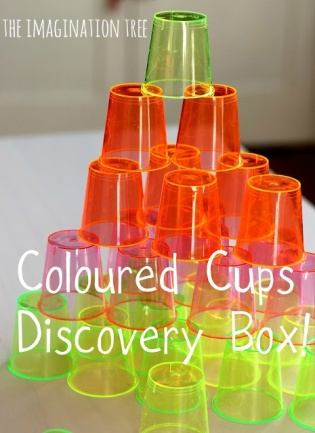 THE IMAGINATION TREE
Coloured Cups
Discovery Box!